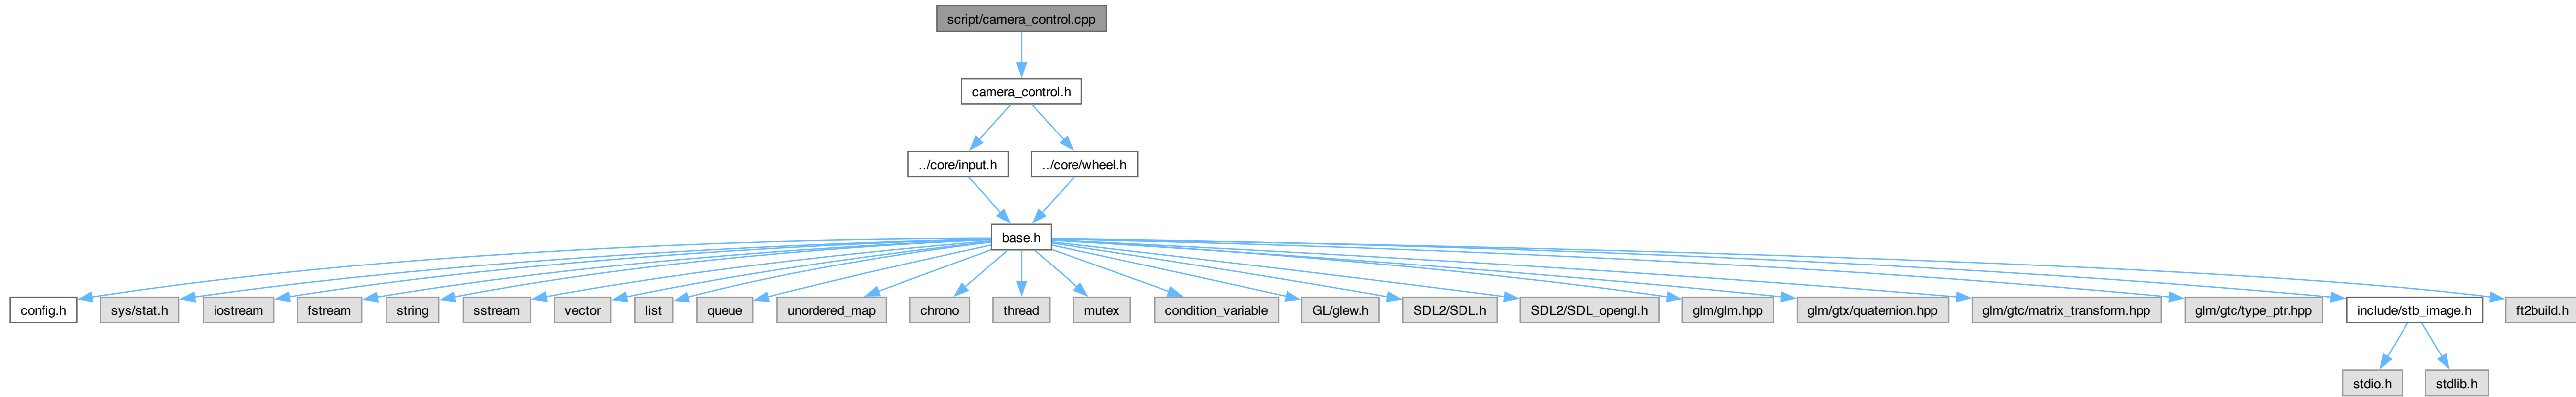 script/camera_control.cpp
camera_control.h
../core/input.h
../core/wheel.h
base.h
config.h
sys/stat.h
iostream
fstream
string
sstream
vector
list
queue
unordered_map
chrono
thread
mutex
condition_variable
GL/glew.h
SDL2/SDL.h
SDL2/SDL_opengl.h
glm/glm.hpp
glm/gtx/quaternion.hpp
glm/gtc/matrix_transform.hpp
glm/gtc/type_ptr.hpp
include/stb_image.h
ft2build.h
stdio.h
stdlib.h